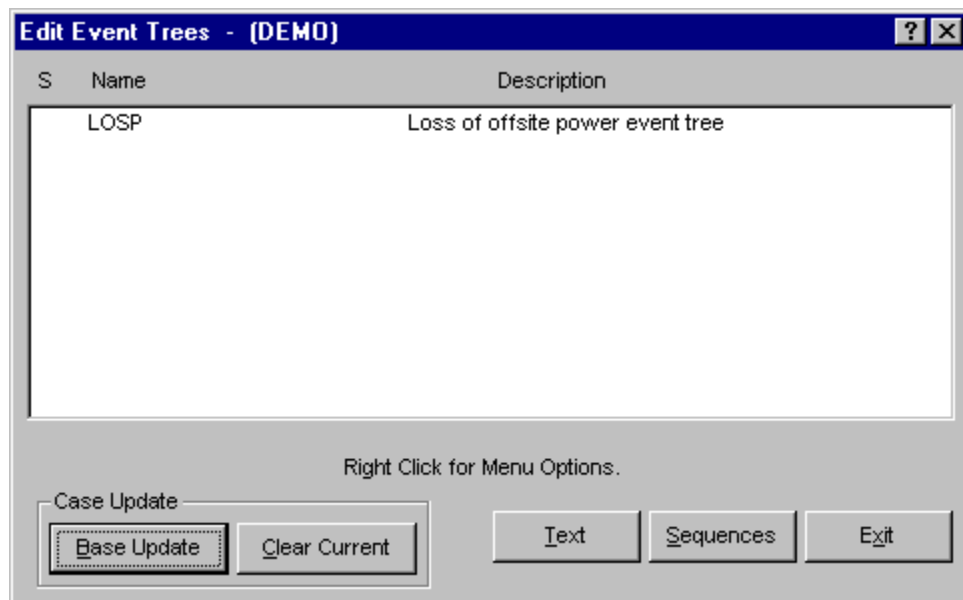 Edit Event Trees - (DEMO)
? X
S Name Description
LOSP Loss of offsite power event tree
Right Click for Menu Options.
Case Update
Base Update Clear Current Text Sequences Exit